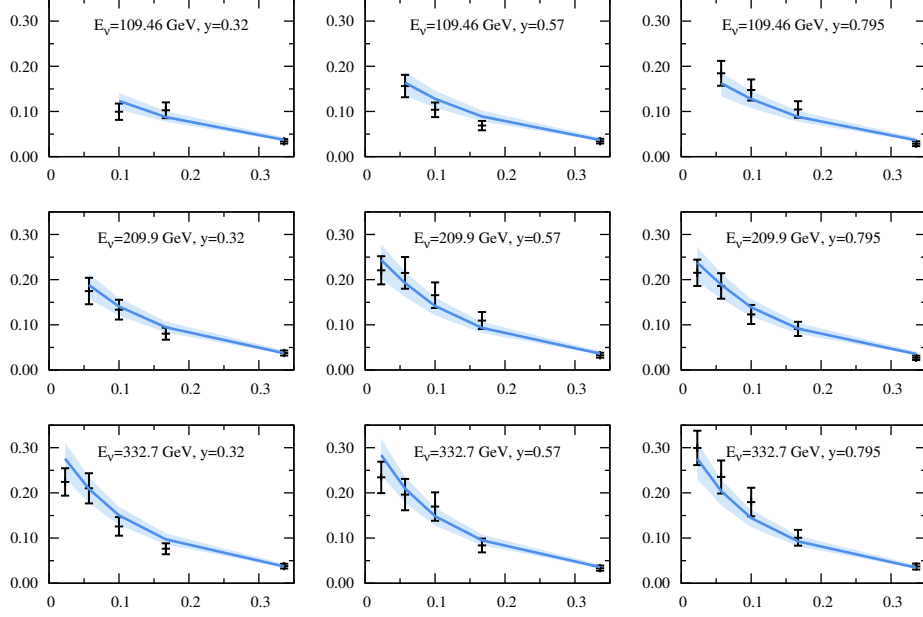 0.30 0.20 0.10 0.00
E_ν=109.46 GeV, y=0.32
0 0.1 0.2 0.3
0.30 0.20 0.10 0.00
E_ν=109.46 GeV, y=0.57
0 0.1 0.2 0.3
0.30 0.20 0.10 0.00
E_ν=109.46 GeV, y=0.795
0 0.1 0.2 0.3
0.30 0.20 0.10 0.00
E_ν=209.9 GeV, y=0.32
0 0.1 0.2 0.3
0.30 0.20 0.10 0.00
E_ν=209.9 GeV, y=0.57
0 0.1 0.2 0.3
0.30 0.20 0.10 0.00
E_ν=209.9 GeV, y=0.795
0 0.1 0.2 0.3
0.30 0.20 0.10 0.00
E_ν=332.7 GeV, y=0.32
0 0.1 0.2 0.3
0.30 0.20 0.10 0.00
E_ν=332.7 GeV, y=0.57
0 0.1 0.2 0.3
0.30 0.20 0.10 0.00
E_ν=332.7 GeV, y=0.795
0 0.1 0.2 0.3